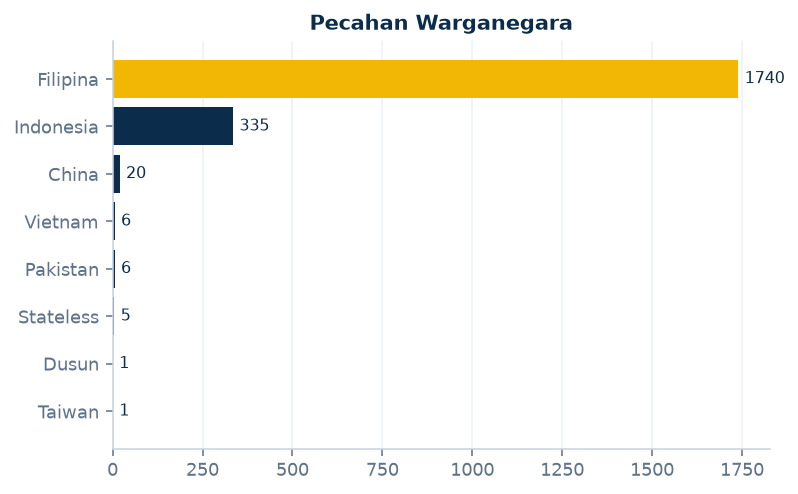 Pecahan Warganegara
Filipina 1740
Indonesia 335
China 20
Vietnam 6
Pakistan 6
Stateless 5
Dusun 1
Taiwan 1
0 250 500 750 1000 1250 1500 1750